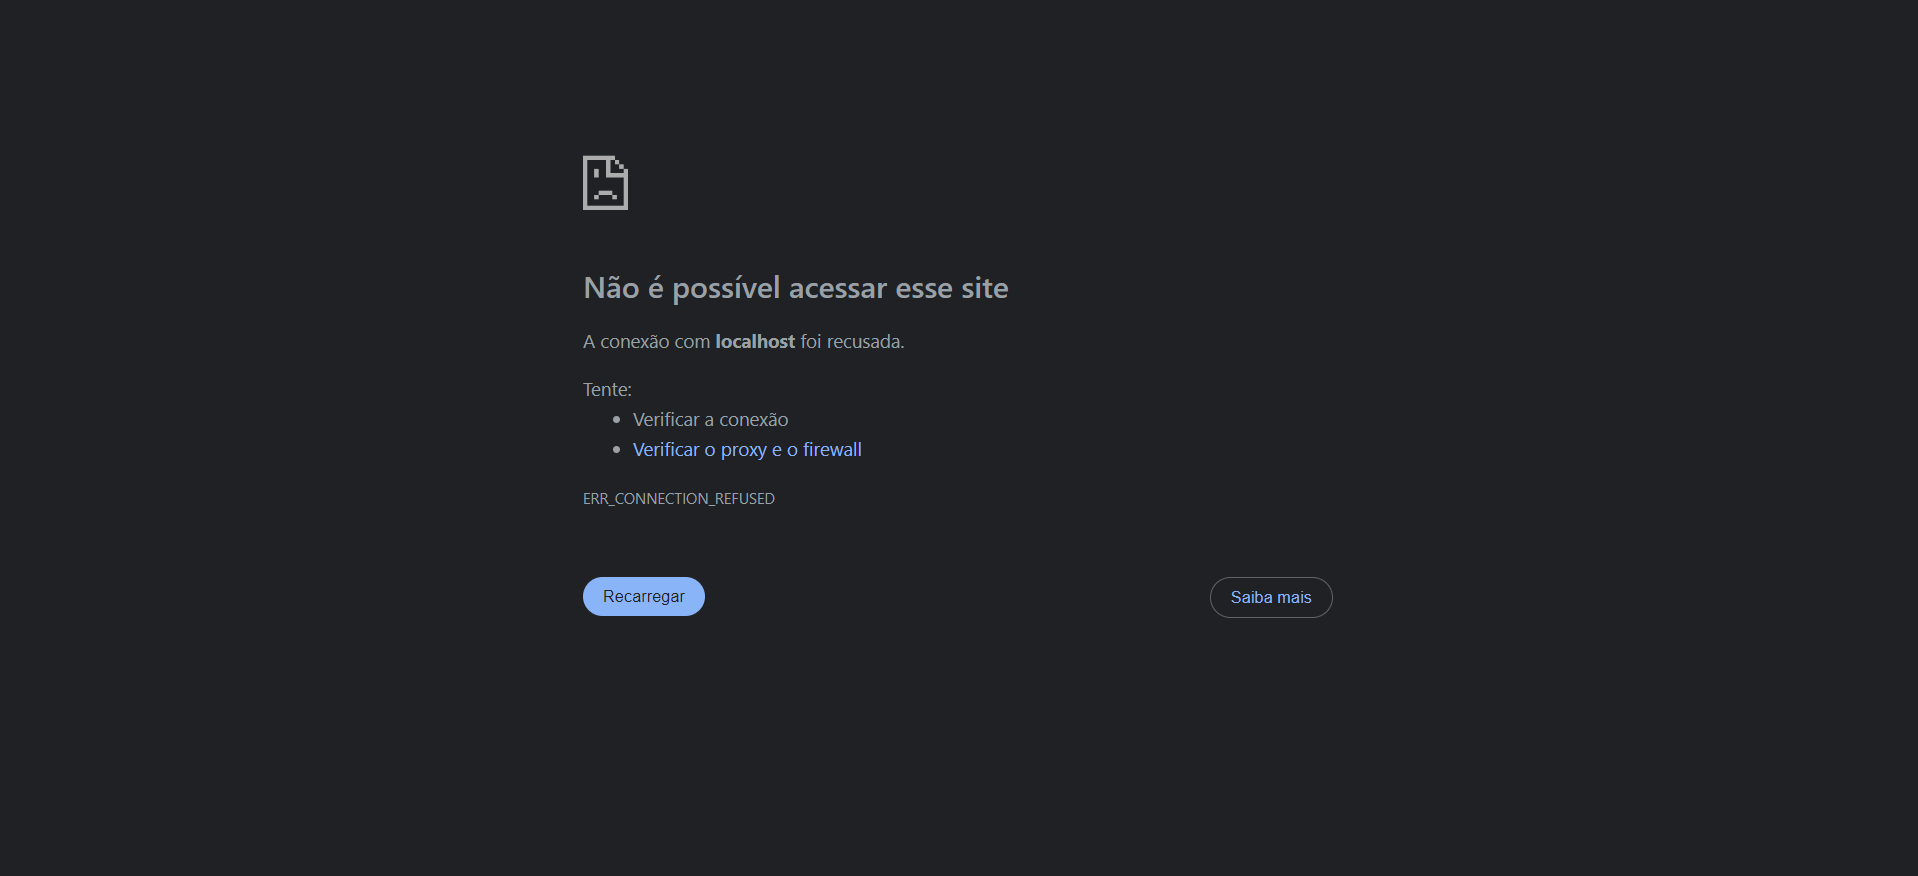 Não é possível acessar esse site
A conexão com localhost foi recusada.
Tente:
Verificar a conexão
Verificar o proxy e o firewall
ERR_CONNECTION_REFUSED
Recarregar
Saiba mais